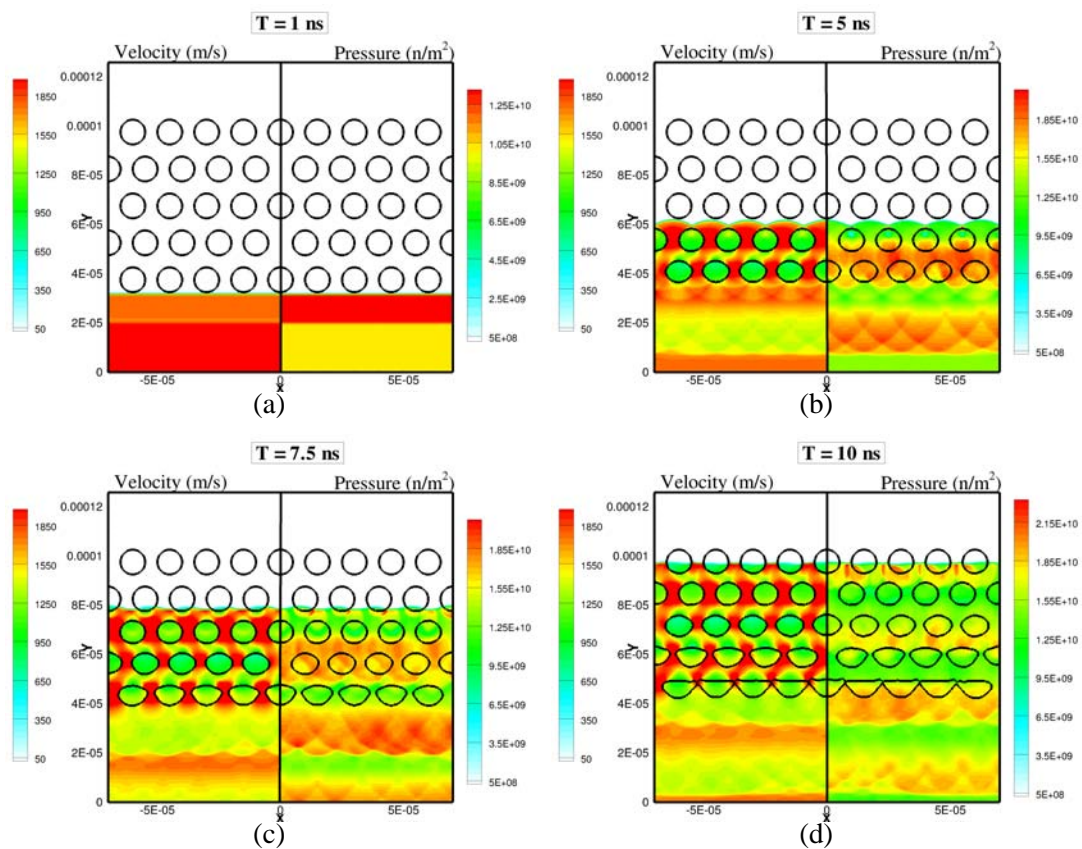 T = 1 ns
Velocity (m/s)
Pressure (n/m²)
1850
1550
1250
950
650
350
50
0.00012
0.0001
8E-05
6E-05
4E-05
2E-05
0
Y
-5E-05
0
5E-05
X
1.25E+10
1.05E+10
8.5E+09
6.5E+09
4.5E+09
2.5E+09
5E+08
(a)
T = 5 ns
Velocity (m/s)
Pressure (n/m²)
1850
1550
1250
950
650
350
50
0.00012
0.0001
8E-05
6E-05
4E-05
2E-05
0
Y
-5E-05
0
5E-05
X
1.85E+10
1.55E+10
1.25E+10
9.5E+09
6.5E+09
3.5E+09
5E+08
(b)
T = 7.5 ns
Velocity (m/s)
Pressure (n/m²)
1850
1550
1250
950
650
350
50
0.00012
0.0001
8E-05
6E-05
4E-05
2E-05
0
Y
-5E-05
0
5E-05
X
1.85E+10
1.55E+10
1.25E+10
9.5E+09
6.5E+09
3.5E+09
5E+08
(c)
T = 10 ns
Velocity (m/s)
Pressure (n/m²)
1850
1550
1250
950
650
350
50
0.00012
0.0001
8E-05
6E-05
4E-05
2E-05
0
Y
-5E-05
0
5E-05
X
2.15E+10
1.85E+10
1.55E+10
1.25E+10
9.5E+09
6.5E+09
3.5E+09
5E+08
(d)